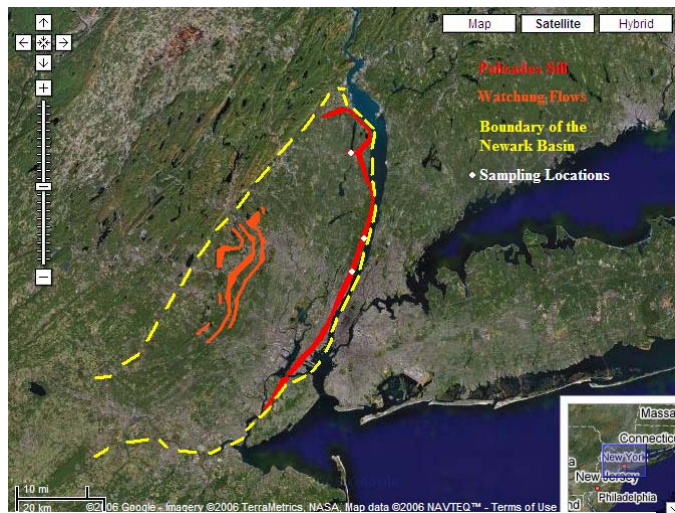 Map Satellite Hybrid
Palisades Sill
Watchung Flows
Boundary of the
Newark Basin
Sampling Locations
Massa
Connectic
New York
New Jersey
Philadelphia
10 mi
20 km
©2006 Google - Imagery ©2006 TerraMetrics, NASA, Map data ©2006 NAVTEQ™ - Terms of Use